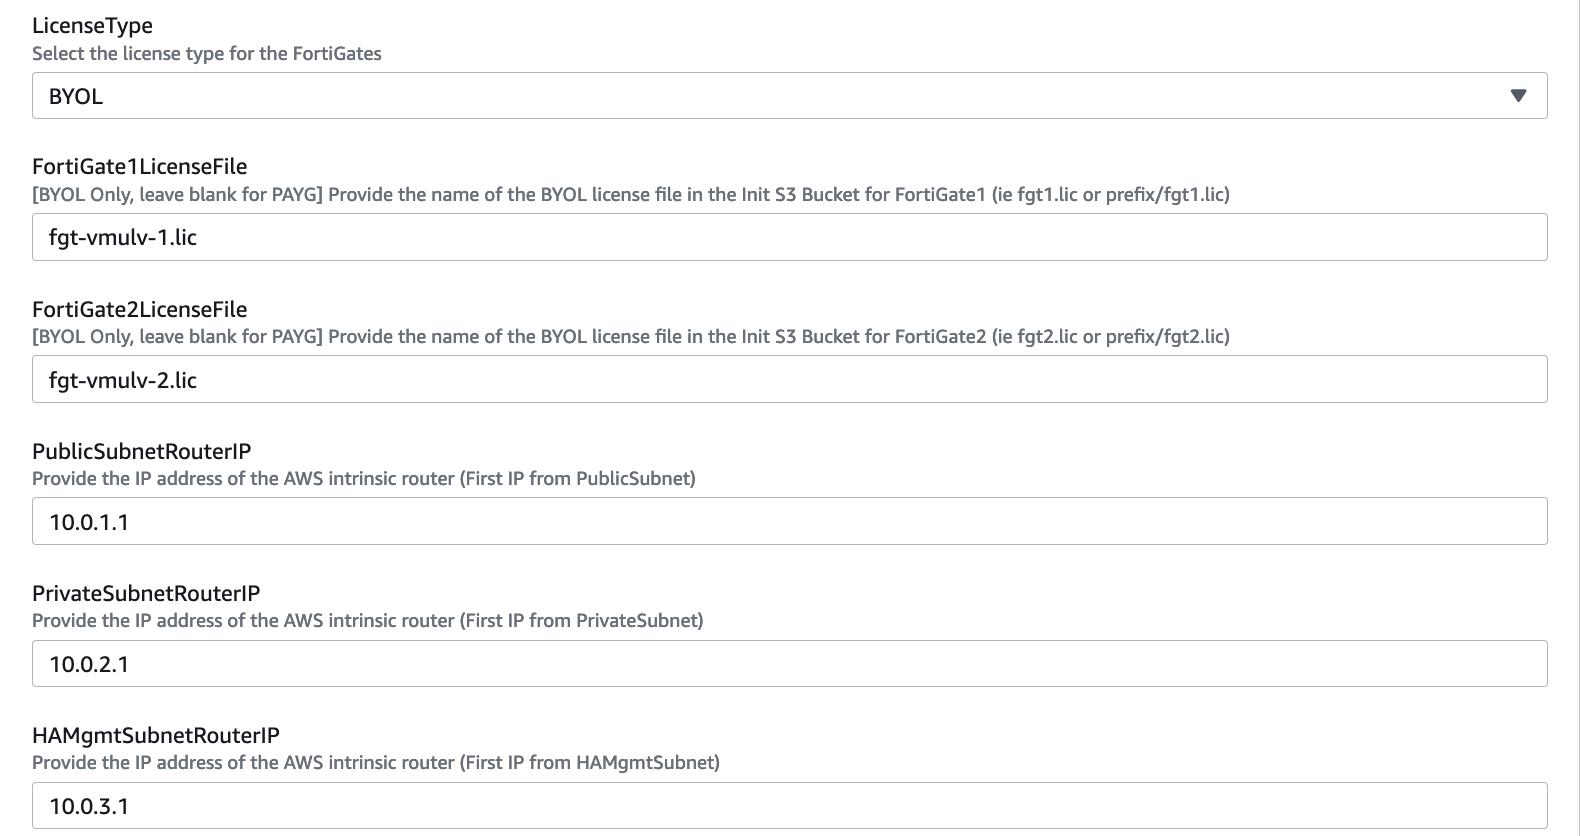 LicenseType
Select the license type for the FortiGates
BYOL
FortiGate1LicenseFile
[BYOL Only, leave blank for PAYG] Provide the name of the BYOL license file in the Init S3 Bucket for FortiGate1 (ie fgt1.lic or prefix/fgt1.lic)
fgt-vmulv-1.lic
FortiGate2LicenseFile
[BYOL Only, leave blank for PAYG] Provide the name of the BYOL license file in the Init S3 Bucket for FortiGate2 (ie fgt2.lic or prefix/fgt2.lic)
fgt-vmulv-2.lic
PublicSubnetRouterIP
Provide the IP address of the AWS intrinsic router (First IP from PublicSubnet)
10.0.1.1
PrivateSubnetRouterIP
Provide the IP address of the AWS intrinsic router (First IP from PrivateSubnet)
10.0.2.1
HAMgmtSubnetRouterIP
Provide the IP address of the AWS intrinsic router (First IP from HAMgmtSubnet)
10.0.3.1